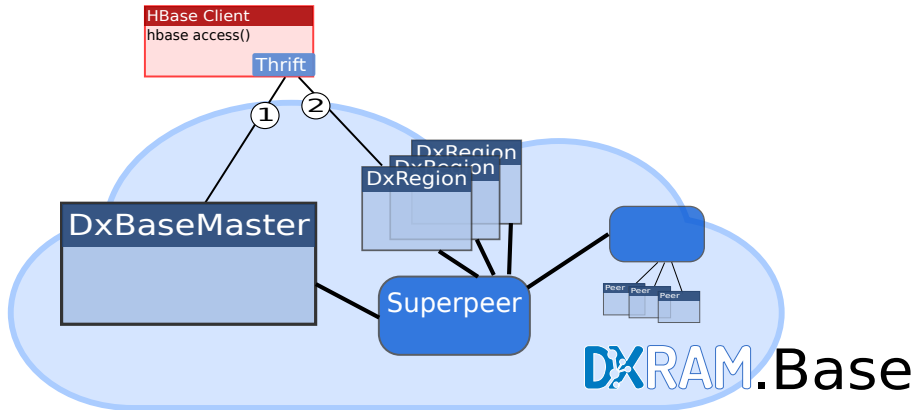 HBase Client
hbase access()
Thrift
1
2
DxRegion
DxRegion
DxRegion
DxBaseMaster
Superpeer
Peer
Peer
Peer
DXRAM.Base